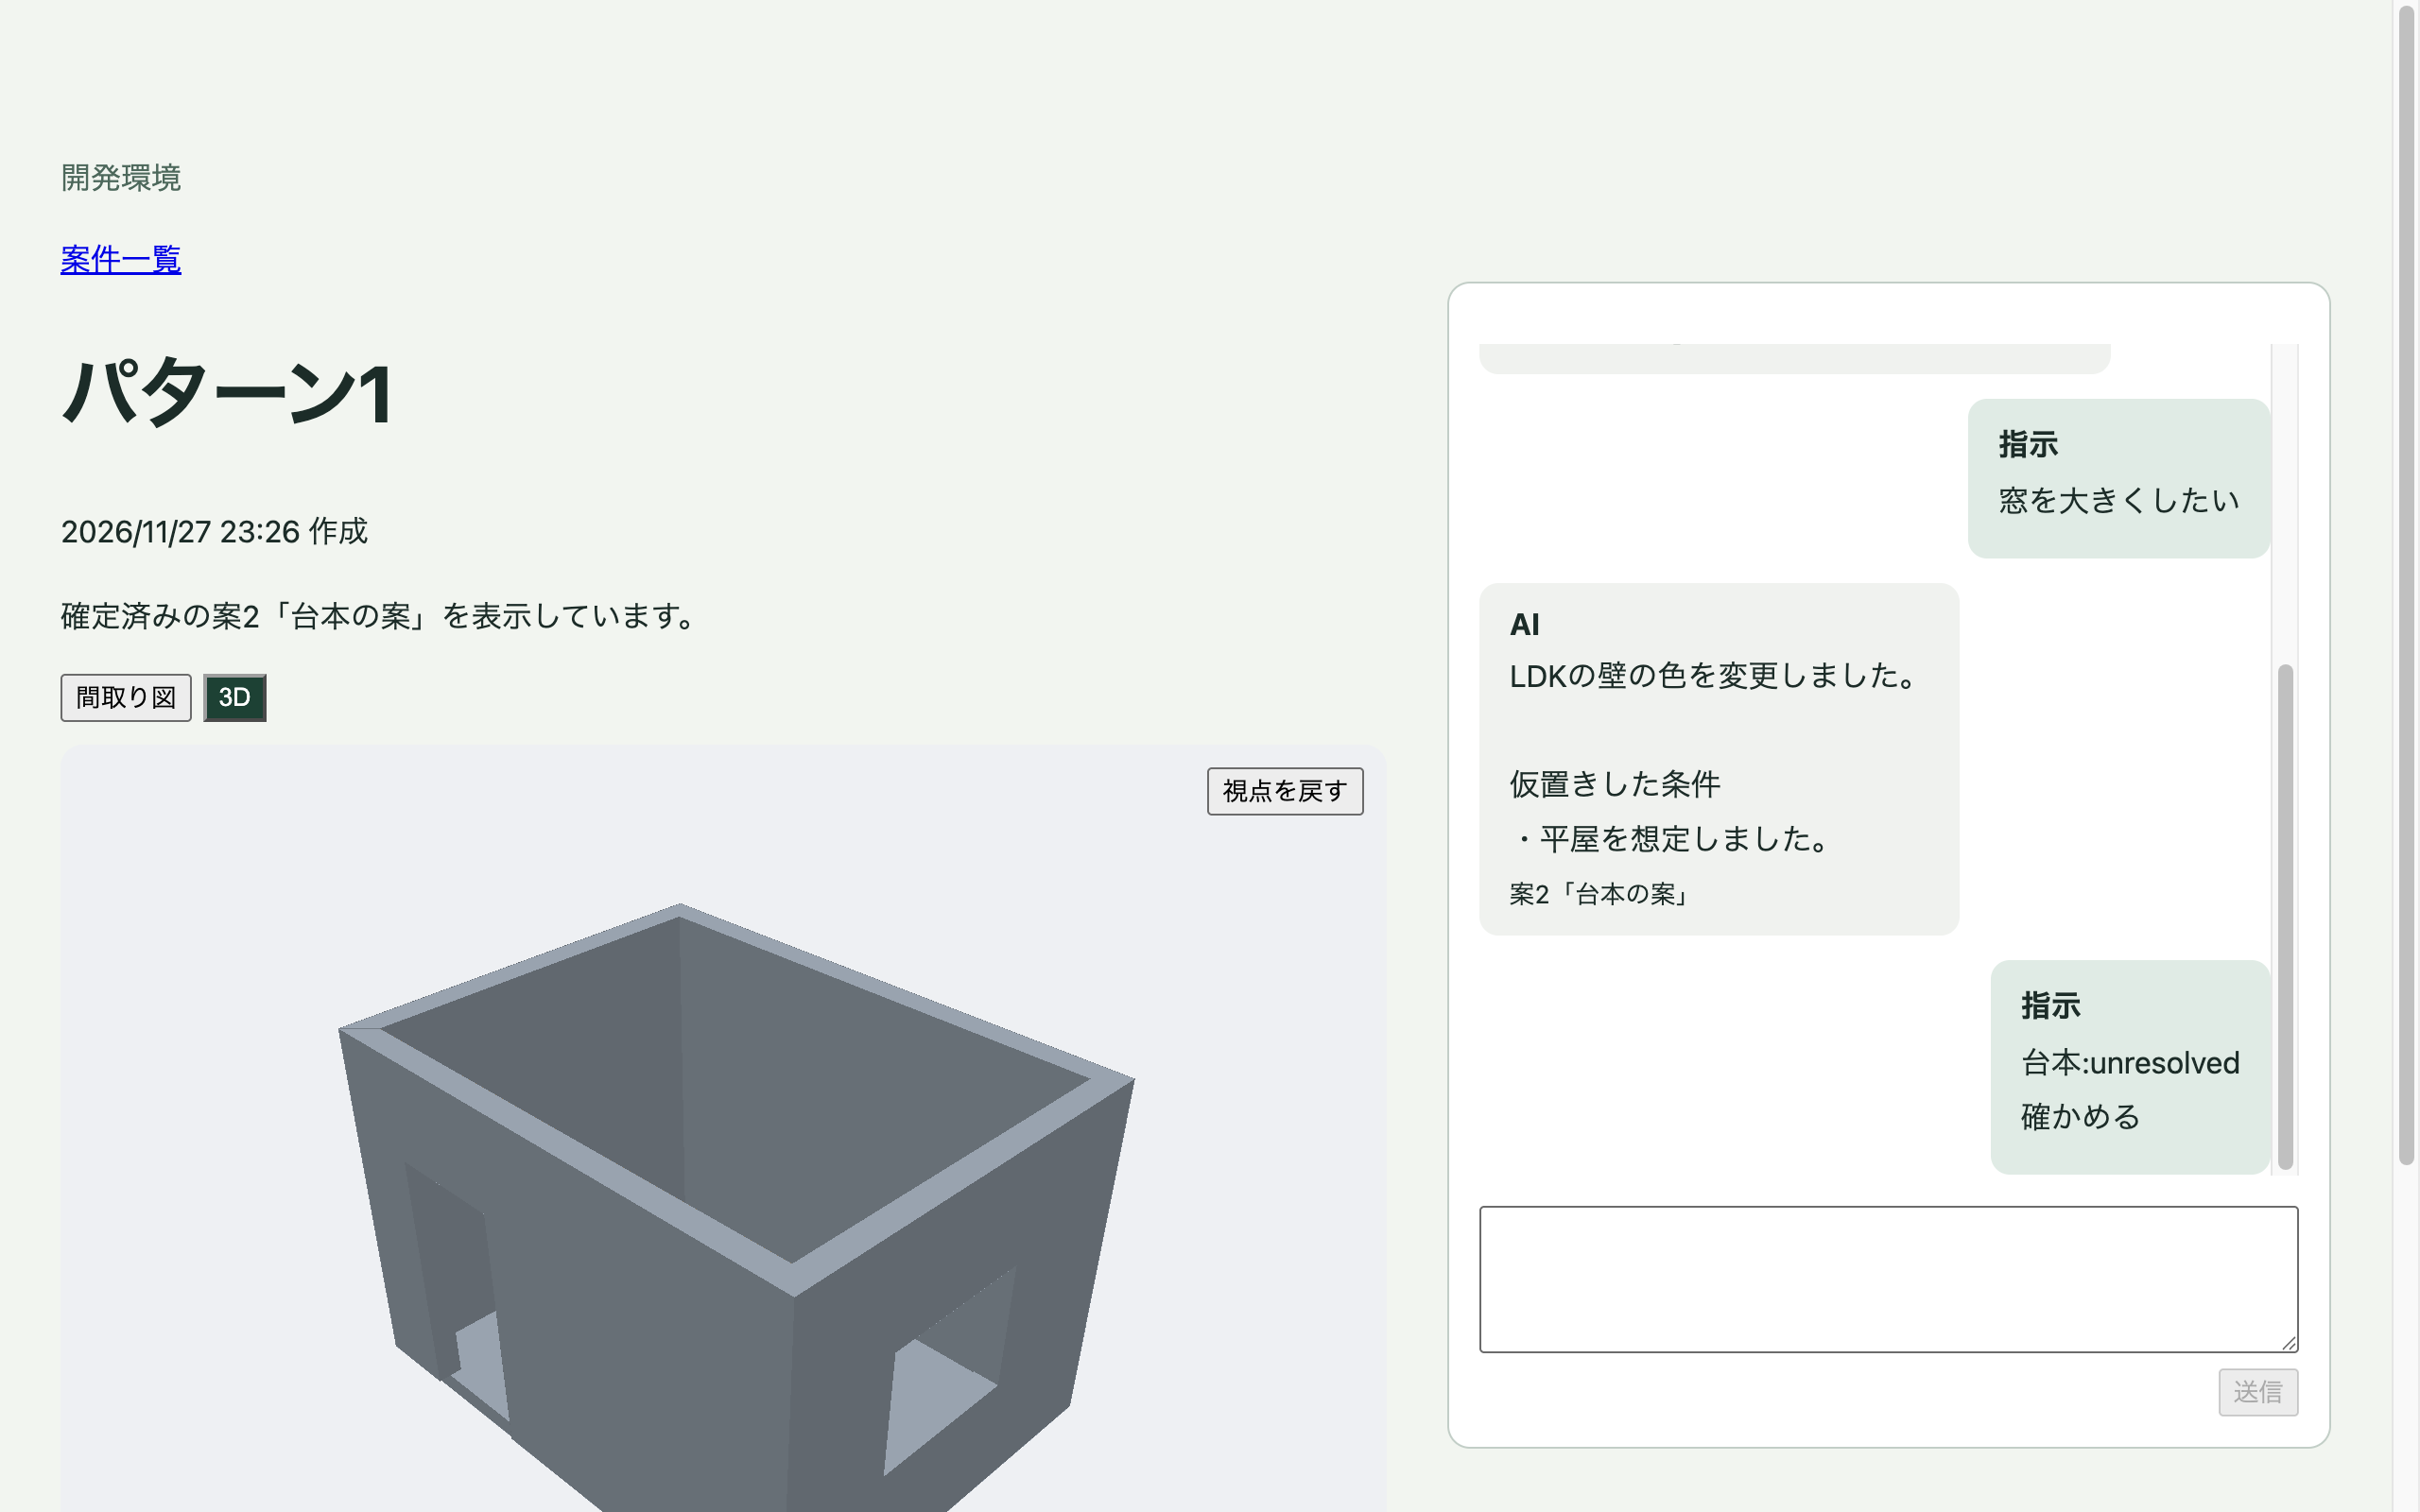 開発環境
案件一覧
パターン1
2026/11/27 23:26 作成
確定済みの案2「台本の案」を表示しています。
間取り図
3D
視点を戻す
指示
窓を大きくしたい
AI
LDKの壁の色を変更しました。
仮置きした条件
・平屋を想定しました。
案2「台本の案」
指示
台本:unresolved
確かめる
送信